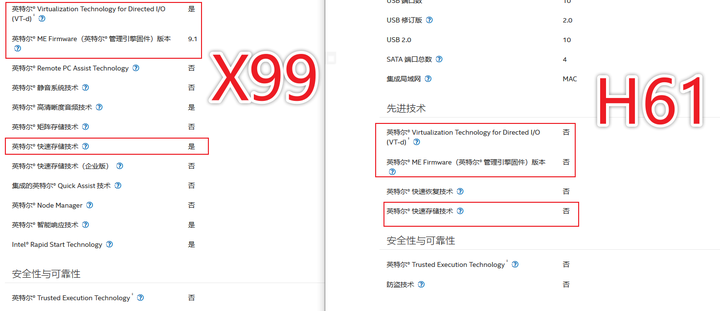 英特尔® Virtualization Technology for Directed I/O 是
(VT-d) *
英特尔® ME Firmware（英特尔® 管理引擎固件）版本 9.1
英特尔® Remote PC Assist Technology 否
英特尔® 静音系统技术 否
英特尔® 高清晰度音频技术 是
英特尔® 矩阵存储技术 否
英特尔® 快速存储技术 是
英特尔® 快速存储技术（企业版） 否
集成的英特尔® Quick Assist 技术 否
英特尔® Node Manager 否
英特尔® 智能响应技术 是
Intel® Rapid Start Technology 是
安全性与可靠性
英特尔® Trusted Execution Technology * 否
X99
USB 端口数 10
USB 修订版 2.0
USB 2.0 10
SATA 端口总数 4
集成局域网 MAC
先进技术
英特尔® Virtualization Technology for Directed I/O 否
(VT-d) *
英特尔® ME Firmware（英特尔® 管理引擎固件）版本 否
英特尔® 快速恢复技术 否
英特尔® 快速存储技术 否
安全性与可靠性
英特尔® Trusted Execution Technology * 否
防盗技术 否
H61